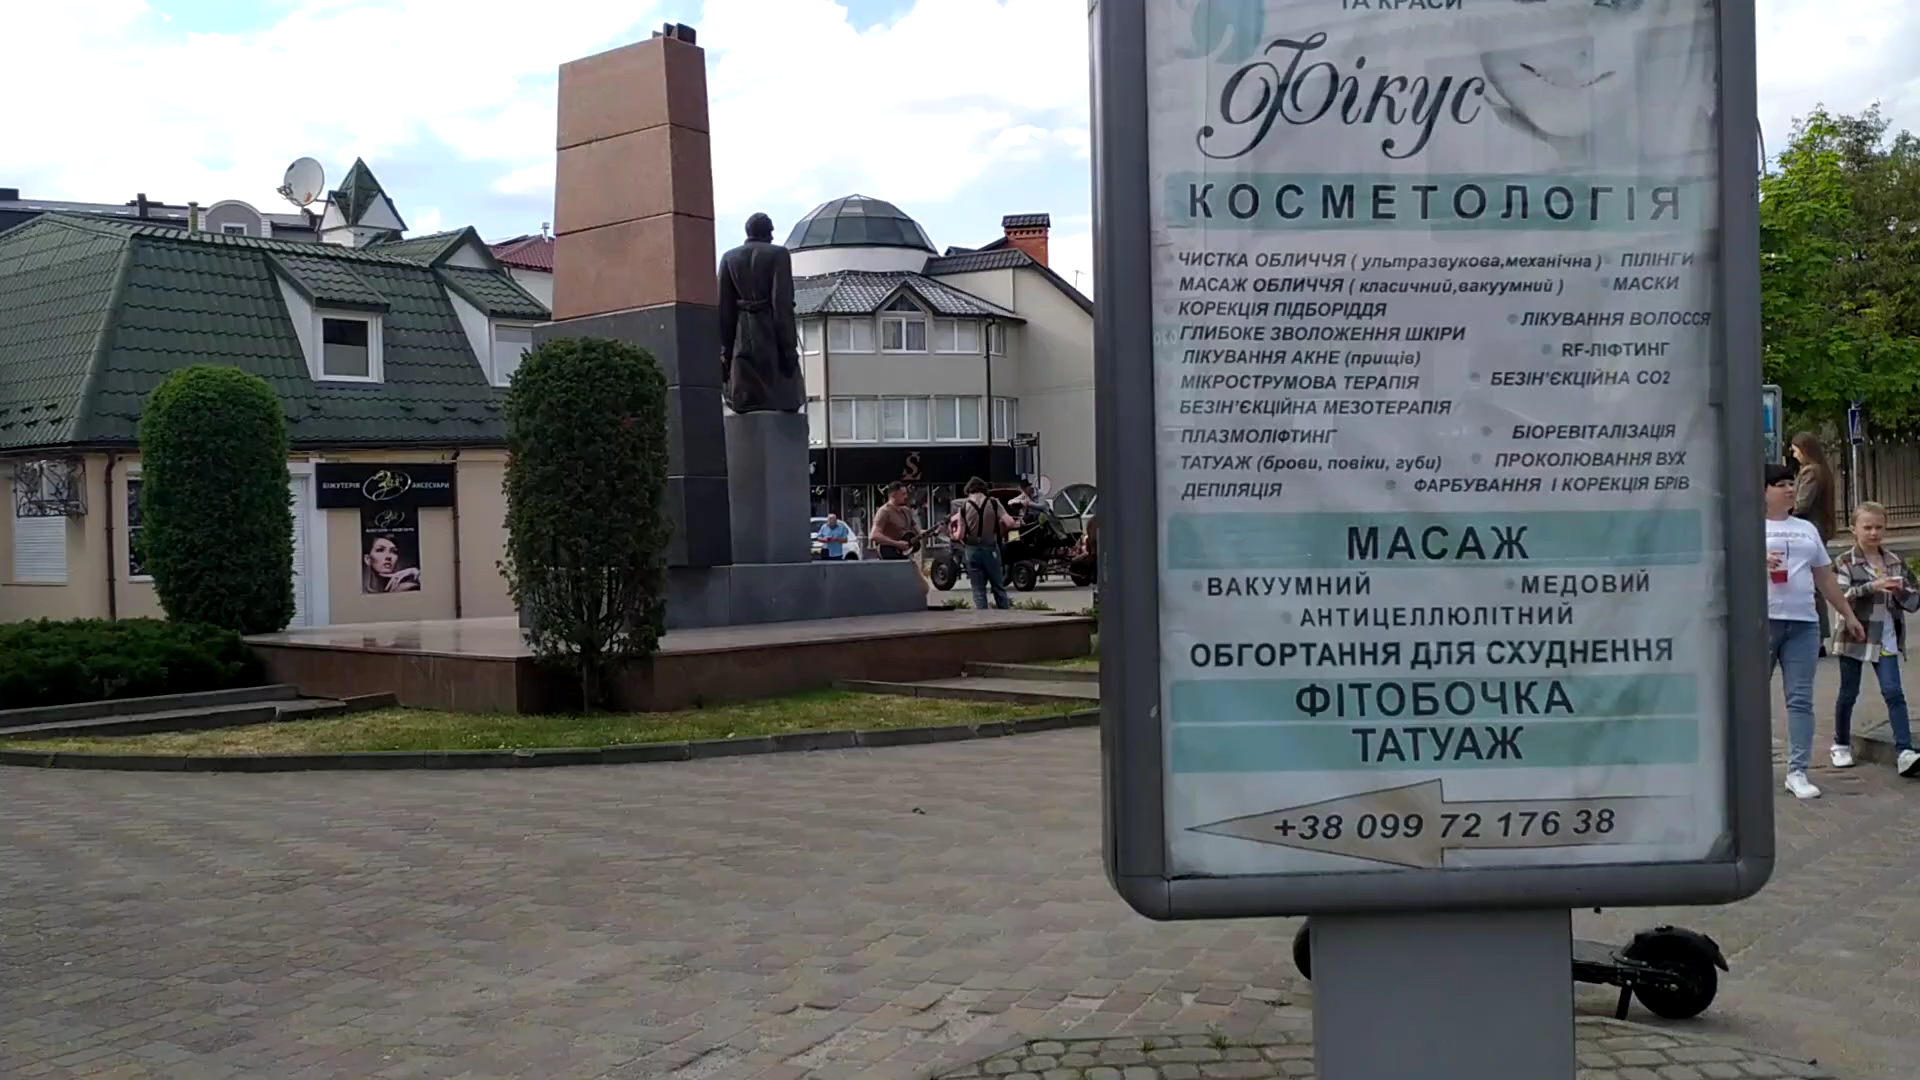 ТА КРАСИ
Фікус
КОСМЕТОЛОГІЯ
ЧИСТКА ОБЛИЧЧЯ ( ультразвукова,механічна ) ПІЛІНГИ
МАСАЖ ОБЛИЧЧЯ ( класичний,вакуумний ) МАСКИ
КОРЕКЦІЯ ПІДБОРІДДЯ
ЛІКУВАННЯ ВОЛОССЯ
ГЛИБОКЕ ЗВОЛОЖЕННЯ ШКІРИ
ЛІКУВАННЯ АКНЕ (прищів) RF-ЛІФТИНГ
МІКРОСТРУМОВА ТЕРАПІЯ БЕЗІН'ЄКЦІЙНА CO2
БЕЗІН'ЄКЦІЙНА МЕЗОТЕРАПІЯ
ПЛАЗМОЛІФТИНГ БІОРЕВІТАЛІЗАЦІЯ
ТАТУАЖ (брови, повіки, губи) ПРОКОЛЮВАННЯ ВУХ
ДЕПІЛЯЦІЯ ФАРБУВАННЯ І КОРЕКЦІЯ БРІВ
МАСАЖ
ВАКУУМНИЙ МЕДОВИЙ
АНТИЦЕЛЛЮЛІТНИЙ
ОБГОРТАННЯ ДЛЯ СХУДНЕННЯ
ФІТОБОЧКА
ТАТУАЖ
+38 099 72 176 38
БІЖУТЕРІЯ АКСЕСУАРИ